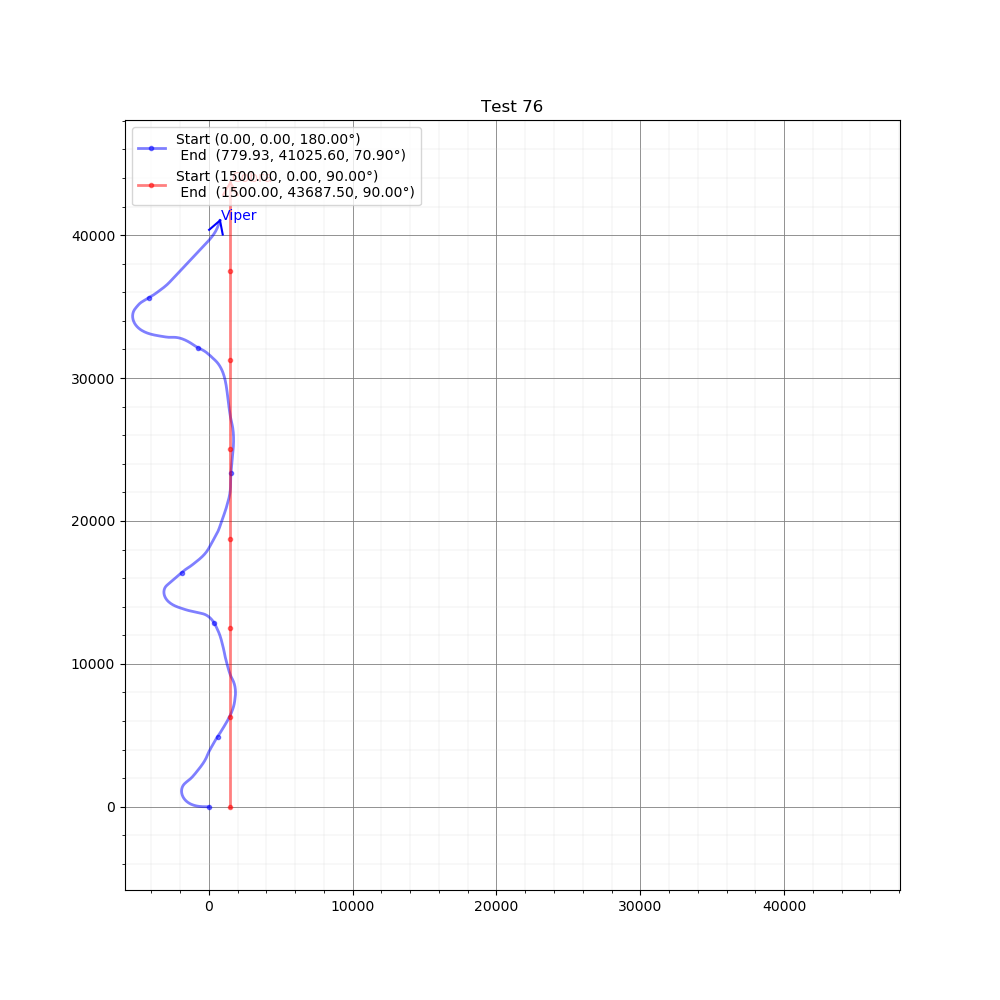 Test 76
Start (0.00, 0.00, 180.00°)
End (779.93, 41025.60, 70.90°)
Start (1500.00, 0.00, 90.00°)
End (1500.00, 43687.50, 90.00°)
Viper
40000
30000
20000
10000
0
0 10000 20000 30000 40000